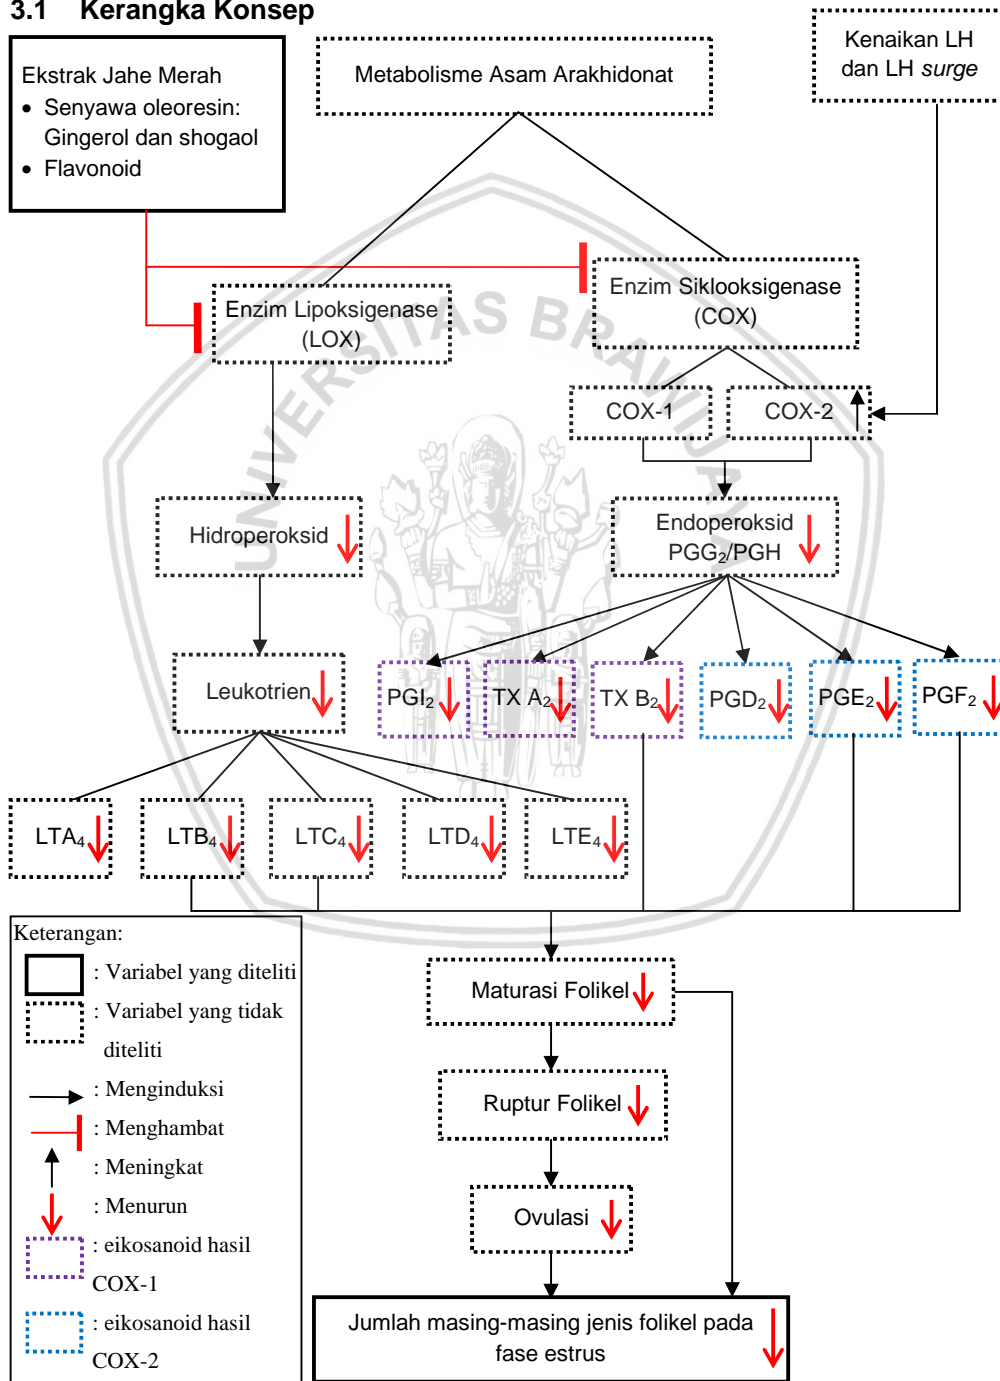 3.1 Kerangka Konsep
Ekstrak Jahe Merah
• Senyawa oleoresin:
Gingerol dan shogaol
• Flavonoid
Metabolisme Asam Arakhidonat
Kenaikan LH
dan LH surge
Enzim Lipoksigenase
(LOX)
Enzim Siklooksigenase
(COX)
COX-1
COX-2
Hidroperoksid
Endoperoksid
PGG₂/PGH
Leukotrien
PGI₂
TX A₂
TX B₂
PGD₂
PGE₂
PGF₂
LTA₄
LTB₄
LTC₄
LTD₄
LTE₄
Maturasi Folikel
Ruptur Folikel
Ovulasi
Jumlah masing-masing jenis folikel pada
fase estrus
Keterangan:
: Variabel yang diteliti
: Variabel yang tidak
diteliti
: Menginduksi
: Menghambat
: Meningkat
: Menurun
: eikosanoid hasil
COX-1
: eikosanoid hasil
COX-2
UNIVERSITAS BRAWIJAYA